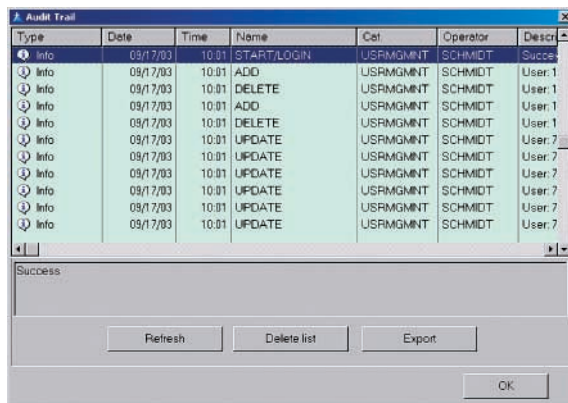 Audit Trail
Type Date Time Name Cat. Operator Descri
Info 09/17/03 10:01 START/LOGIN USRMGMNT SCHMIDT Succe
Info 09/17/03 10:01 ADD USRMGMNT SCHMIDT User: 1
Info 09/17/03 10:01 DELETE USRMGMNT SCHMIDT User: 1
Info 09/17/03 10:01 ADD USRMGMNT SCHMIDT User: 1
Info 09/17/03 10:01 DELETE USRMGMNT SCHMIDT User: 1
Info 09/17/03 10:01 UPDATE USRMGMNT SCHMIDT User: 7
Info 09/17/03 10:01 UPDATE USRMGMNT SCHMIDT User: 7
Info 09/17/03 10:01 UPDATE USRMGMNT SCHMIDT User: 7
Info 09/17/03 10:01 UPDATE USRMGMNT SCHMIDT User: 7
Info 09/17/03 10:01 UPDATE USRMGMNT SCHMIDT User: 7
Info 09/17/03 10:01 UPDATE USRMGMNT SCHMIDT User: 7
Success
Refresh Delete list Export
OK